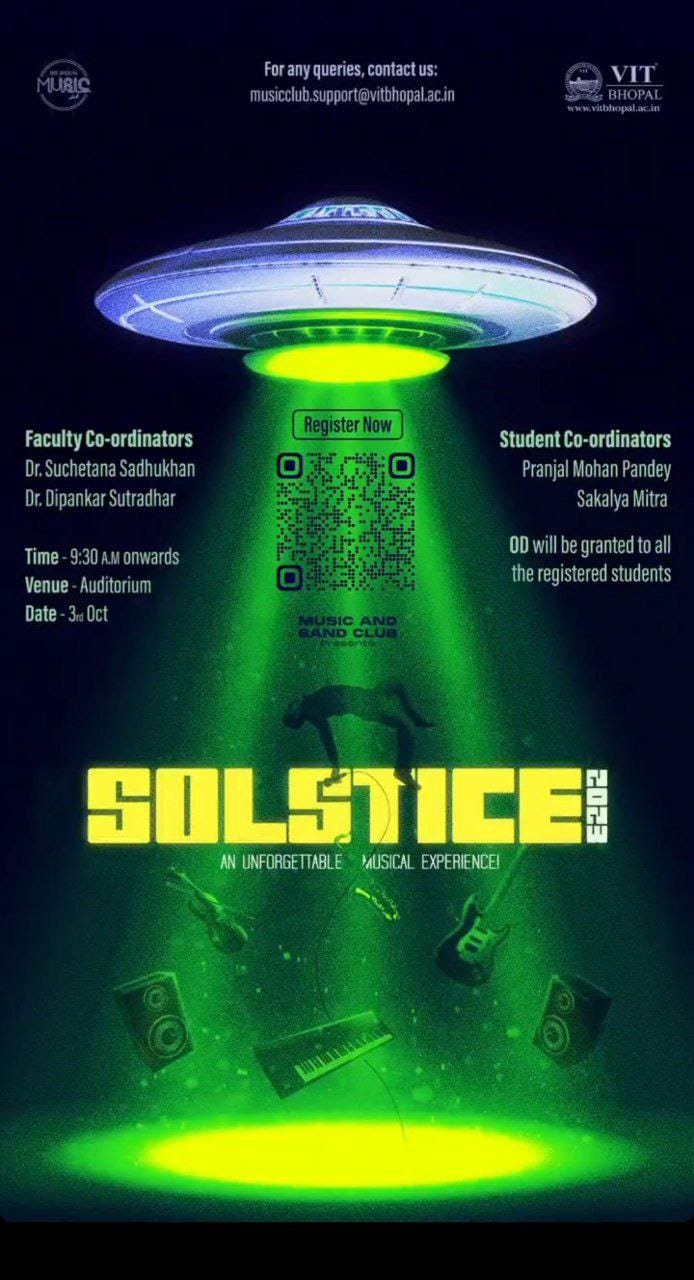 MUSIC
For any queries, contact us:
musicclub.support@vitbhopal.ac.in
VIT
BHOPAL
www.vitbhopal.ac.in
Register Now
Faculty Co-ordinators
Dr. Suchetana Sadhukhan
Dr. Dipankar Sutradhar
Time - 9:30 A.M onwards
Venue - Auditorium
Date - 3rd Oct
Student Co-ordinators
Pranjal Mohan Pandey
Sakalya Mitra
OD will be granted to all
the registered students
MUSIC AND
BAND CLUB
Presents
SOLSTICE 2023
AN UNFORGETTABLE MUSICAL EXPERIENCE!